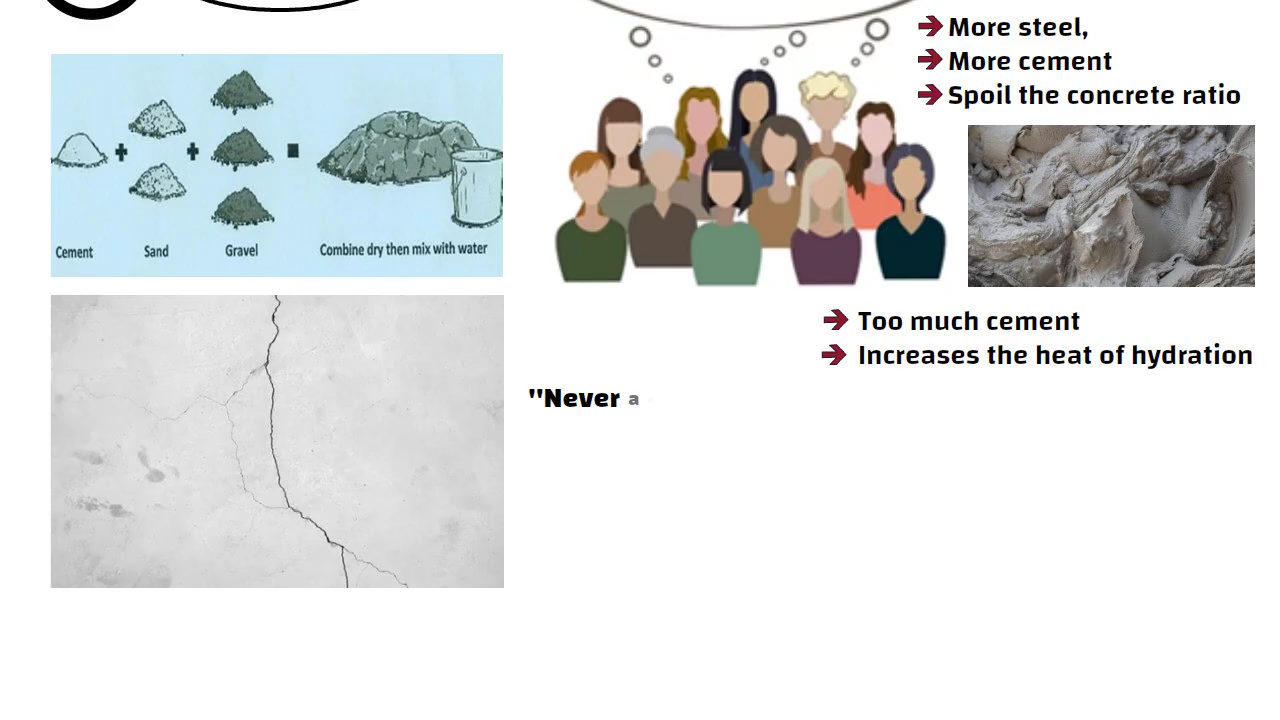 More steel,
More cement
Spoil the concrete ratio
Cement Sand Gravel Combine dry then mix with water
Too much cement
Increases the heat of hydration
"Never a